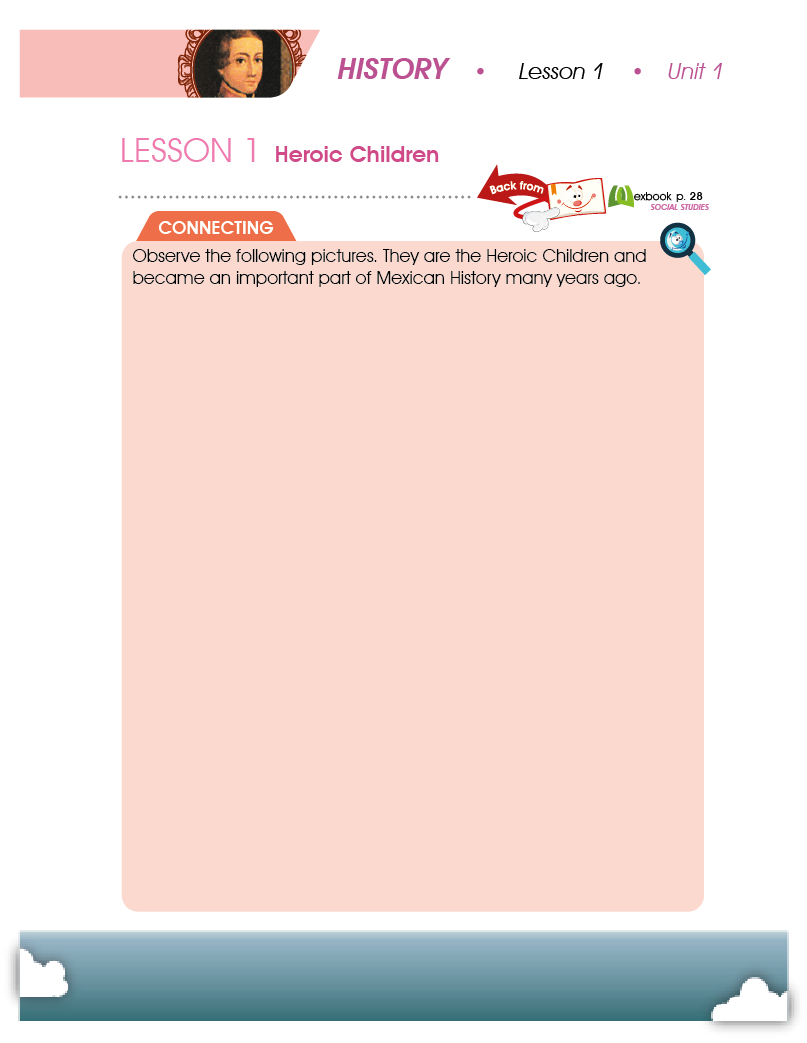 HISTORY • Lesson 1 • Unit 1
LESSON 1 Heroic Children
Back from
exbook p. 28
SOCIAL STUDIES
CONNECTING
Observe the following pictures. They are the Heroic Children and
became an important part of Mexican History many years ago.